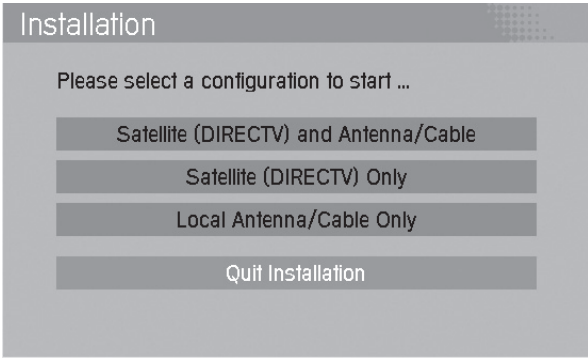 Installation
Please select a configuration to start ...
Satellite (DIRECTV) and Antenna/Cable
Satellite (DIRECTV) Only
Local Antenna/Cable Only
Quit Installation